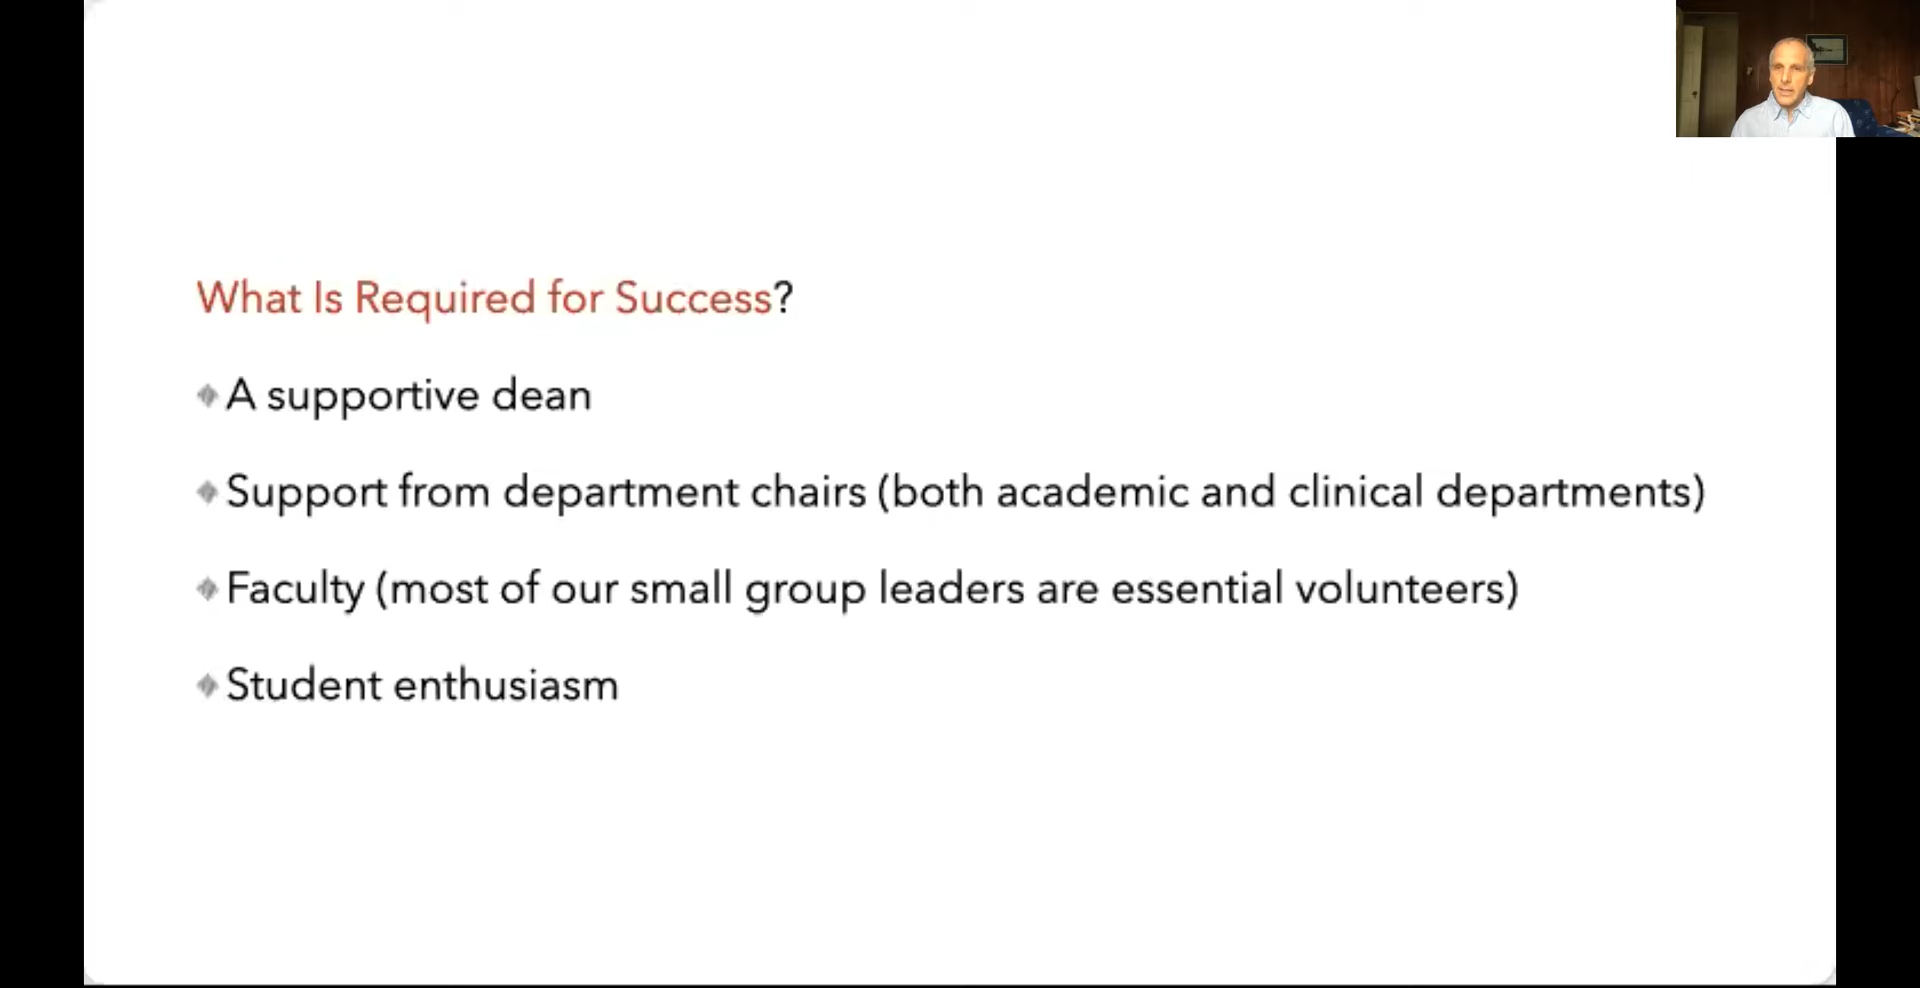 What Is Required for Success?
A supportive dean
Support from department chairs (both academic and clinical departments)
Faculty (most of our small group leaders are essential volunteers)
Student enthusiasm